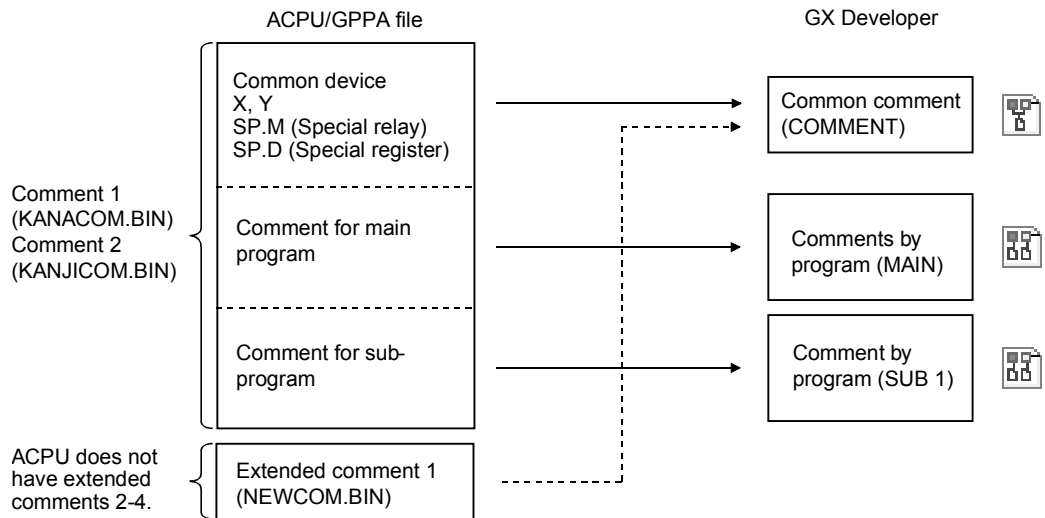 ACPU/GPPA file
GX Developer
Common device
X, Y
SP.M (Special relay)
SP.D (Special register)
Common comment
(COMMENT)
Comment 1
(KANACOM.BIN)
Comment 2
(KANJICOM.BIN)
Comment for main
program
Comments by
program (MAIN)
Comment for sub-
program
Comment by
program (SUB 1)
ACPU does not
have extended
comments 2-4.
Extended comment 1
(NEWCOM.BIN)